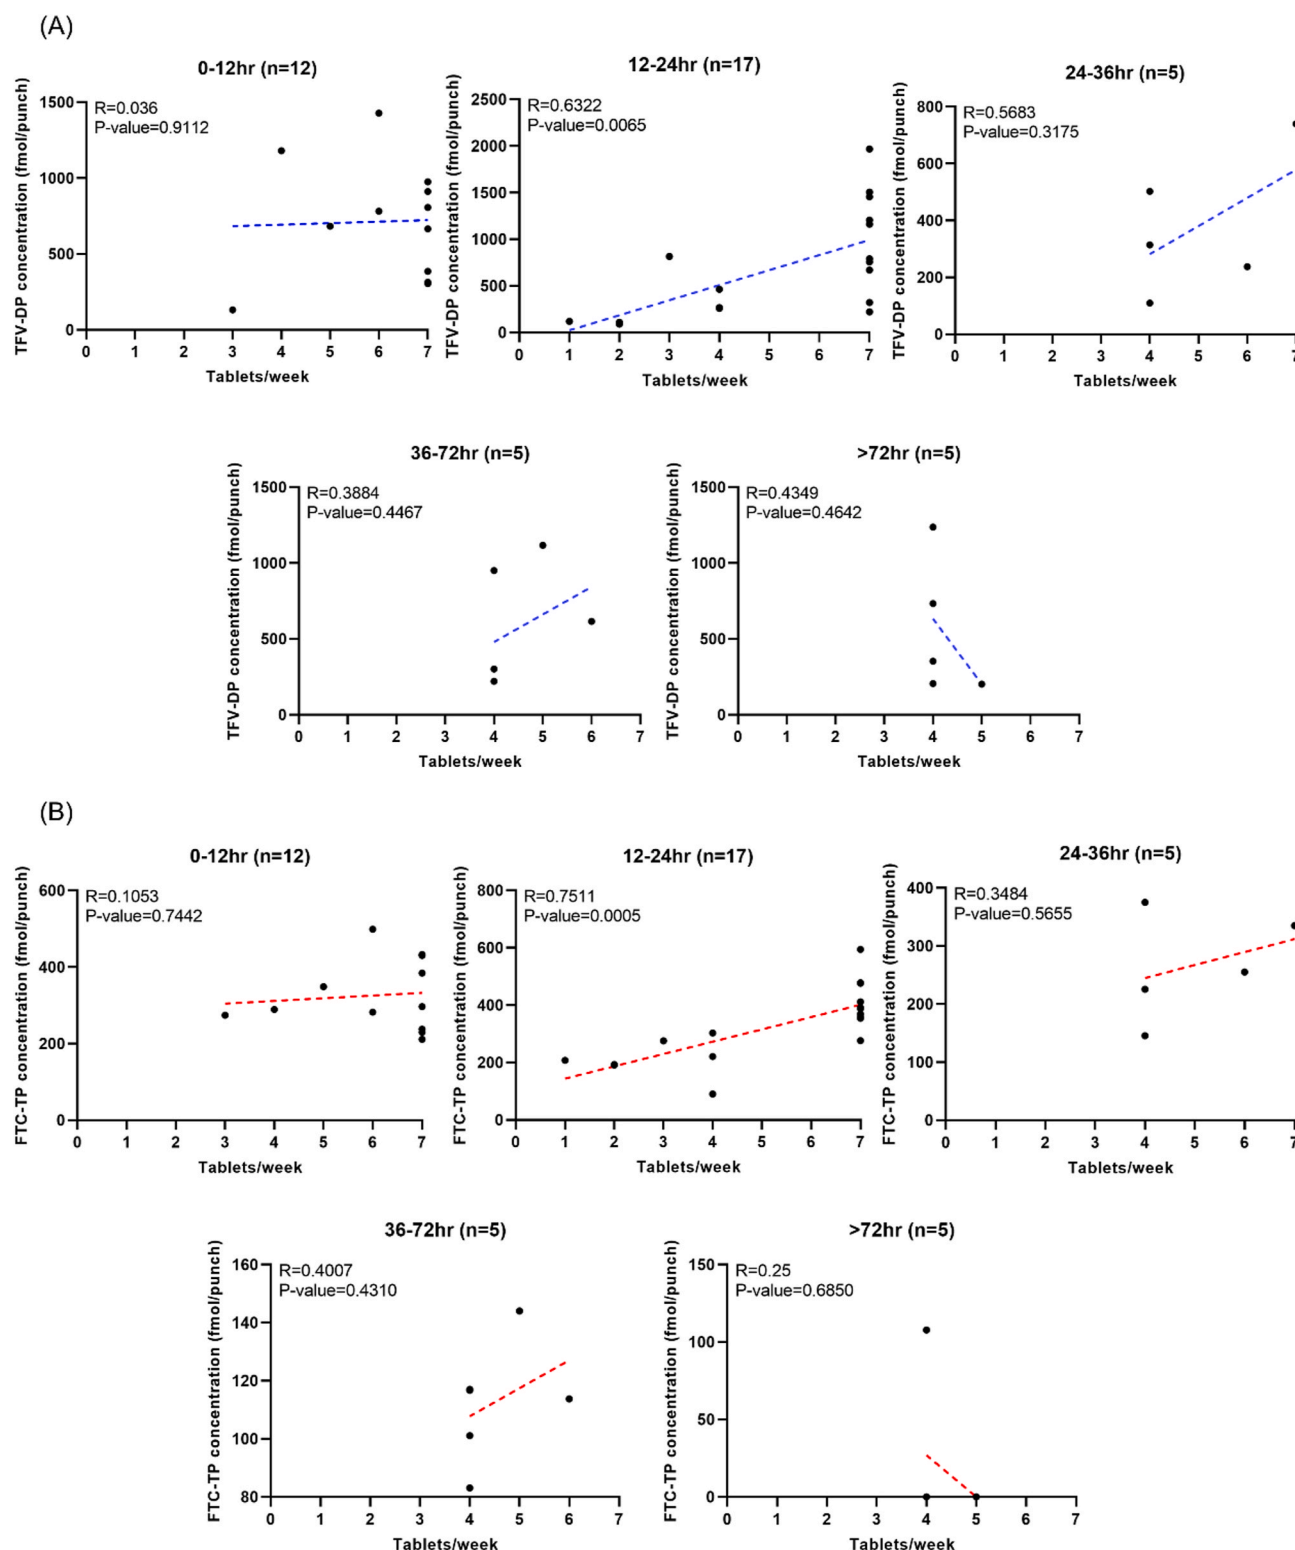 (A)
0-12hr (n=12)
R=0.036
P-value=0.9112
TFV-DP concentration (fmol/punch)
1500
1000
500
0
0 1 2 3 4 5 6 7
Tablets/week
12-24hr (n=17)
R=0.6322
P-value=0.0065
TFV-DP concentration (fmol/punch)
2500
2000
1500
1000
500
0
0 1 2 3 4 5 6 7
Tablets/week
24-36hr (n=5)
R=0.5683
P-value=0.3175
TFV-DP concentration (fmol/punch)
800
600
400
200
0
0 1 2 3 4 5 6 7
Tablets/week
36-72hr (n=5)
R=0.3884
P-value=0.4467
TFV-DP concentration (fmol/punch)
1500
1000
500
0
0 1 2 3 4 5 6 7
Tablets/week
>72hr (n=5)
R=0.4349
P-value=0.4642
TFV-DP concentration (fmol/punch)
1500
1000
500
0
0 1 2 3 4 5 6 7
Tablets/week
(B)
0-12hr (n=12)
R=0.1053
P-value=0.7442
FTC-TP concentration (fmol/punch)
600
400
200
0
0 1 2 3 4 5 6 7
Tablets/week
12-24hr (n=17)
R=0.7511
P-value=0.0005
FTC-TP concentration (fmol/punch)
800
600
400
200
0
0 1 2 3 4 5 6 7
Tablets/week
24-36hr (n=5)
R=0.3484
P-value=0.5655
FTC-TP concentration (fmol/punch)
400
300
200
100
0
0 1 2 3 4 5 6 7
Tablets/week
36-72hr (n=5)
R=0.4007
P-value=0.4310
FTC-TP concentration (fmol/punch)
160
140
120
100
80
0 1 2 3 4 5 6 7
Tablets/week
>72hr (n=5)
R=0.25
P-value=0.6850
FTC-TP concentration (fmol/punch)
150
100
50
0
0 1 2 3 4 5 6 7
Tablets/week